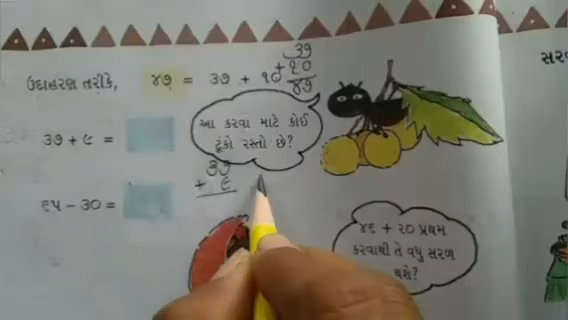 ઉદાહરણ તરીકે, ૪૭ = ૩૭ + ૧૦
૩૭
+ ૧૦
૪૭
આ કરવા માટે કોઈ
ટૂંકો રસ્તો છે?
૩૭ + ૯ =
૩૭
+ ૯
૬૫ – ૩૦ =
૪૬ + ૨૦ પ્રથમ
કરવાથી તે વધુ સરળ
થશે?
સર